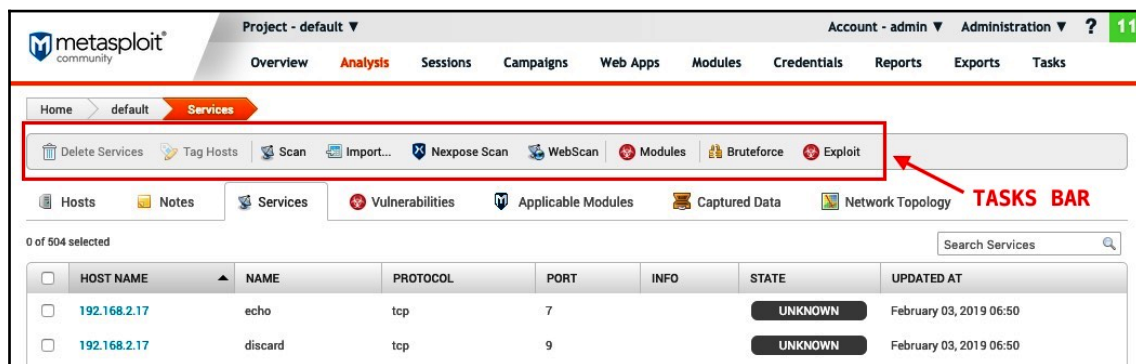 Project - default ▼ Account - admin ▼ Administration ▼ ? 11
metasploit®
community
Overview Analysis Sessions Campaigns Web Apps Modules Credentials Reports Exports Tasks
Home default Services
Delete Services Tag Hosts Scan Import... Nexpose Scan WebScan Modules Bruteforce Exploit
Hosts Notes Services Vulnerabilities Applicable Modules Captured Data Network Topology TASKS BAR
0 of 504 selected Search Services
HOST NAME NAME PROTOCOL PORT INFO STATE UPDATED AT
192.168.2.17 echo tcp 7 UNKNOWN February 03, 2019 06:50
192.168.2.17 discard tcp 9 UNKNOWN February 03, 2019 06:50